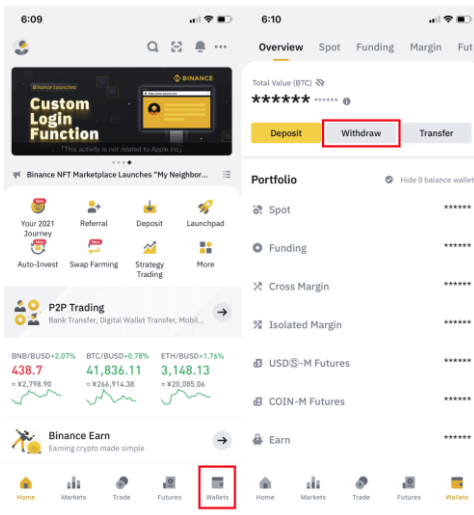 6:09
BINANCE
Binance Launches
Custom
Login
Function
*This activity is not related to Apple Inc.
Binance NFT Marketplace Launches "My Neighbor...
New
Your 2021
Journey
Referral
Deposit
Launchpad
New
Auto-Invest
New
Swap Farming
Strategy
Trading
More
P2P Trading
Bank Transfer, Digital Wallet Transfer, Mobil...
BNB/BUSD+2.07%
438.7
≈ ¥2,798.90
BTC/BUSD+0.78%
41,836.11
≈ ¥266,914.38
ETH/BUSD+1.76%
3,148.13
≈ ¥20,085.06
Binance Earn
Earning crypto made simple
Home
Markets
Trade
Futures
Wallets
6:10
Overview Spot Funding Margin Fut
Total Value (BTC)
****** ******
Deposit
Withdraw
Transfer
Portfolio
Hide 0 balance wallet
Spot ******
Funding ******
Cross Margin ******
Isolated Margin ******
USDⓈ-M Futures ******
COIN-M Futures ******
Earn ******
Home
Markets
Trade
Futures
Wallets